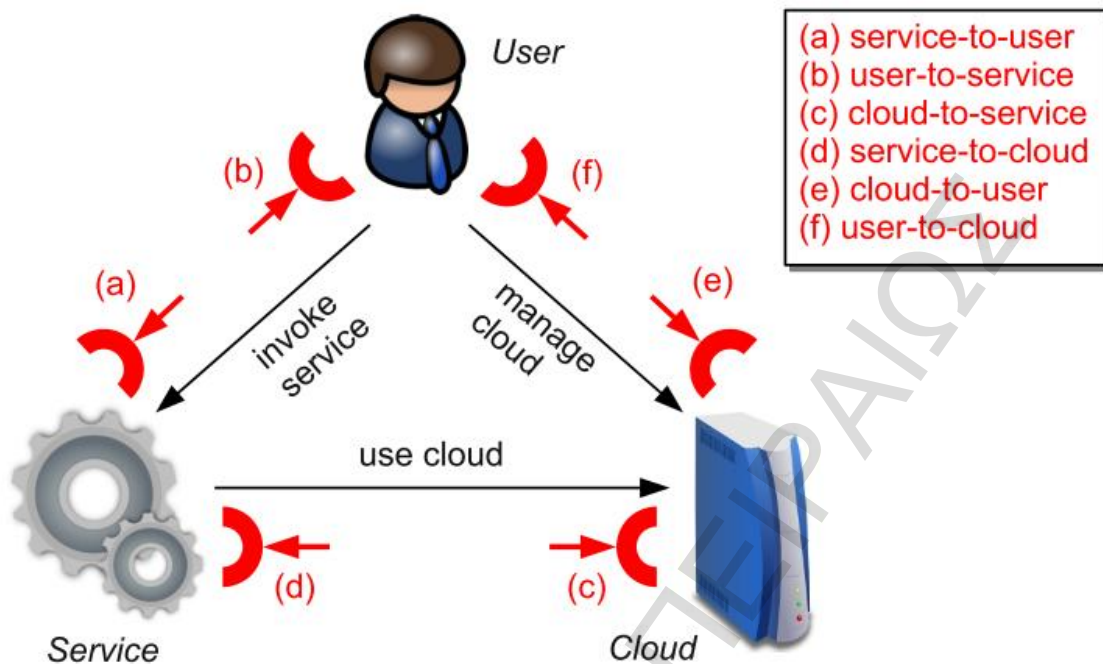 User
(a) service-to-user
(b) user-to-service
(c) cloud-to-service
(d) service-to-cloud
(e) cloud-to-user
(f) user-to-cloud
(b)
(f)
(a)
(e)
invoke
service
manage
cloud
use cloud
(d)
(c)
Service
Cloud
ΠΕΙΡΑΙΩΣ